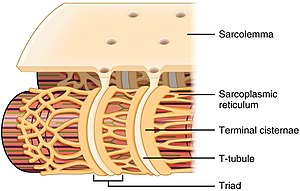 Sarcolemma
Sarcoplasmic
reticulum
Terminal cisternae
T-tubule
Triad